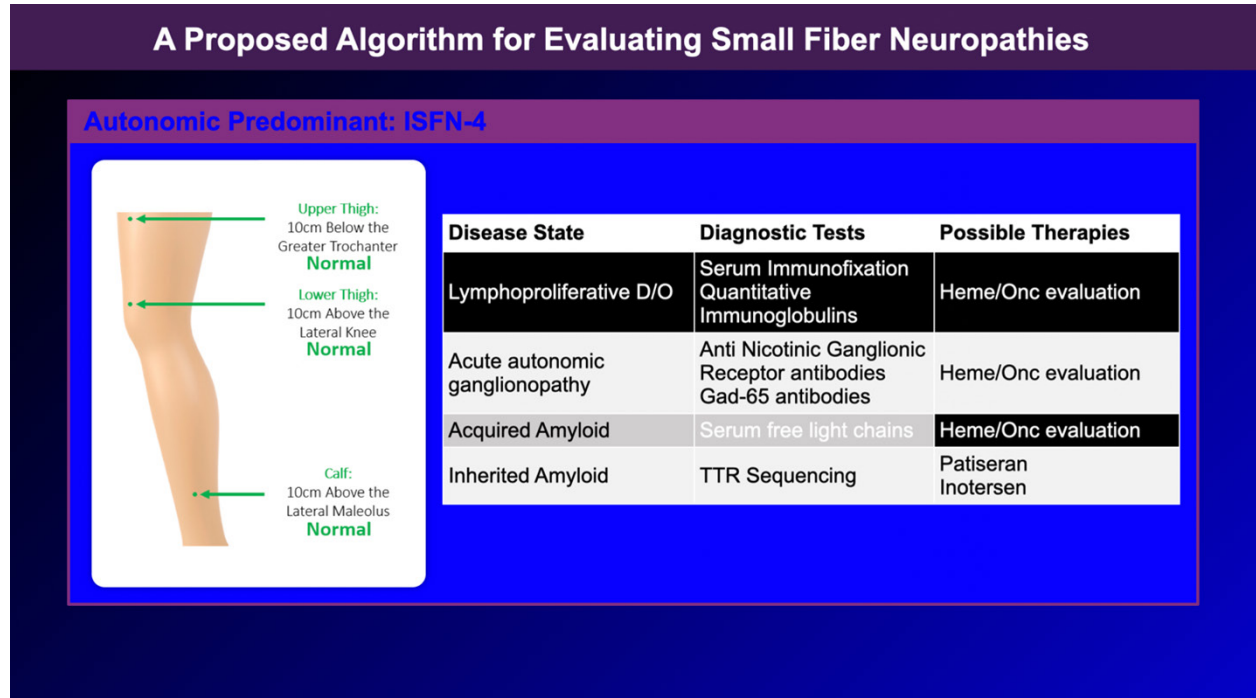 A Proposed Algorithm for Evaluating Small Fiber Neuropathies
Autonomic Predominant: ISFN-4
Upper Thigh:
10cm Below the
Greater Trochanter
Normal
Lower Thigh:
10cm Above the
Lateral Knee
Normal
Calf:
10cm Above the
Lateral Maleolus
Normal
Disease State Diagnostic Tests Possible Therapies
Lymphoproliferative D/O
Serum Immunofixation
Quantitative
Immunoglobulins
Heme/Onc evaluation
Acute autonomic
ganglionopathy
Anti Nicotinic Ganglionic
Receptor antibodies
Gad-65 antibodies
Heme/Onc evaluation
Acquired Amyloid Serum free light chains Heme/Onc evaluation
Inherited Amyloid TTR Sequencing
Patiseran
Inotersen